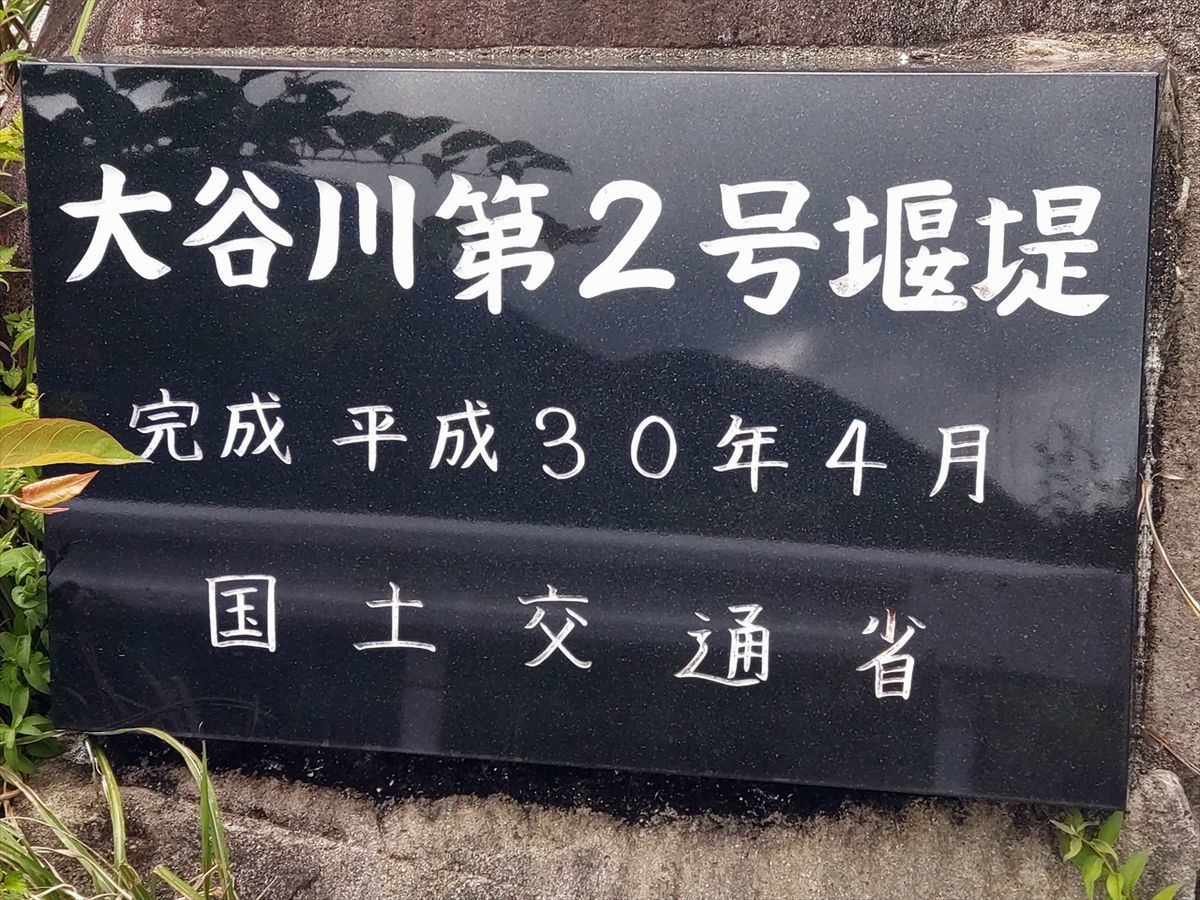 大谷川第2号堰堤
完成 平成30年4月
国土交通省